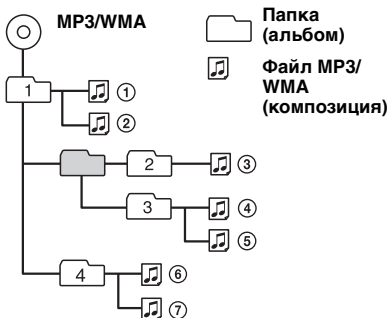 MP3/WMA
Папка
(альбом)
Файл MP3/
WMA
(композиция)
1
①
②
2
③
3
④
⑤
4
⑥
⑦